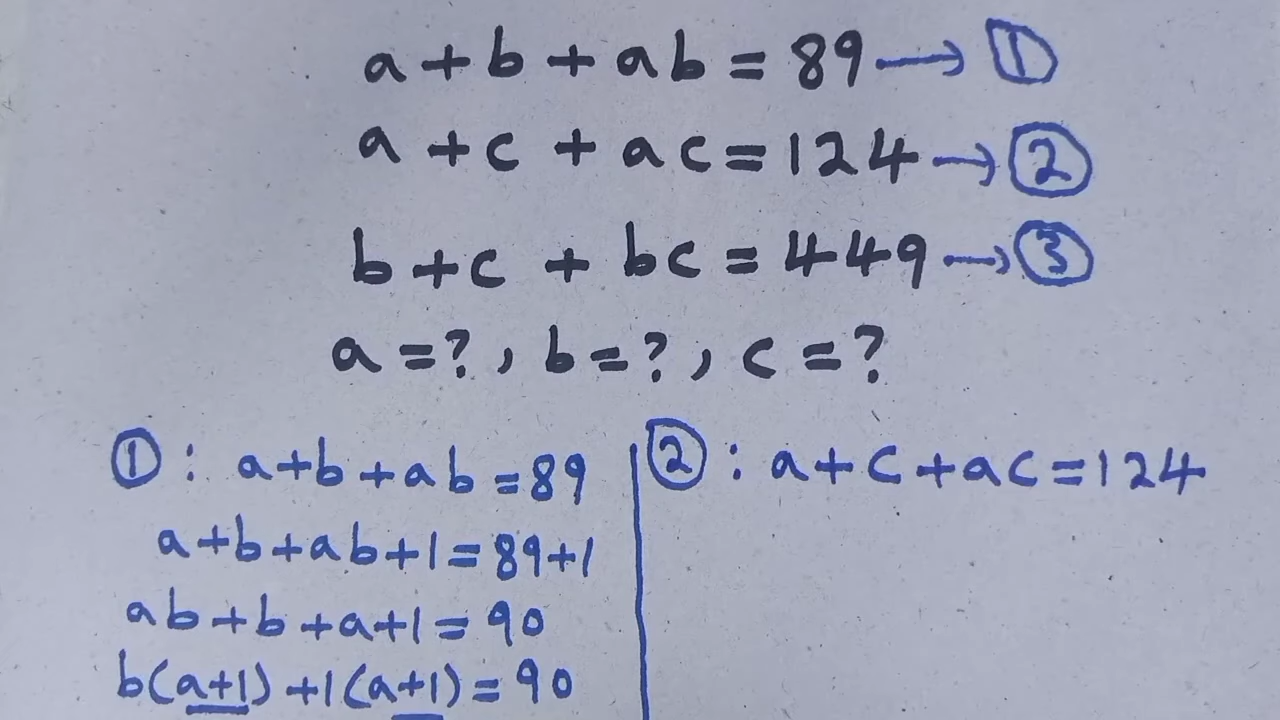 a + b + ab = 89 → ①
a + c + ac = 124 → ②
b + c + bc = 449 → ③
a = ?, b = ?, c = ?
①: a+b+ab=89
a+b+ab+1=89+1
ab+b+a+1=90
b(a+1)+1(a+1)=90
②: a+c+ac=124